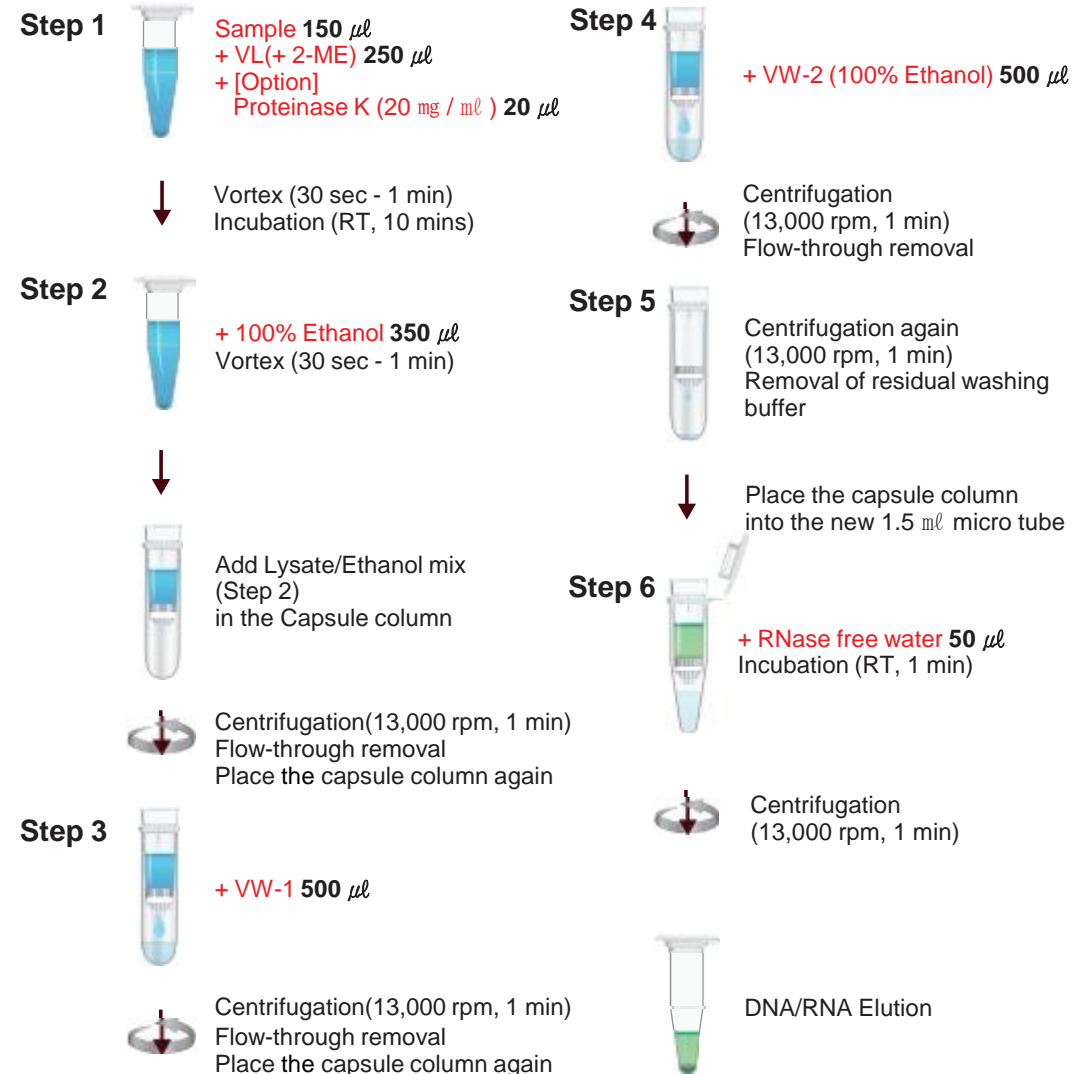 Step 1
Sample 150 ㎕
+ VL(+ 2-ME) 250 ㎕
+ [Option]
Proteinase K (20 ㎎ / ㎖ ) 20 ㎕
Vortex (30 sec - 1 min)
Incubation (RT, 10 mins)
Step 2
+ 100% Ethanol 350 ㎕
Vortex (30 sec - 1 min)
Add Lysate/Ethanol mix
(Step 2)
in the Capsule column
Centrifugation(13,000 rpm, 1 min)
Flow-through removal
Place the capsule column again
Step 3
+ VW-1 500 ㎕
Centrifugation(13,000 rpm, 1 min)
Flow-through removal
Place the capsule column again
Step 4
+ VW-2 (100% Ethanol) 500 ㎕
Centrifugation
(13,000 rpm, 1 min)
Flow-through removal
Step 5
Centrifugation again
(13,000 rpm, 1 min)
Removal of residual washing
buffer
Place the capsule column
into the new 1.5 ㎖ micro tube
Step 6
+ RNase free water 50 ㎕
Incubation (RT, 1 min)
Centrifugation
(13,000 rpm, 1 min)
DNA/RNA Elution